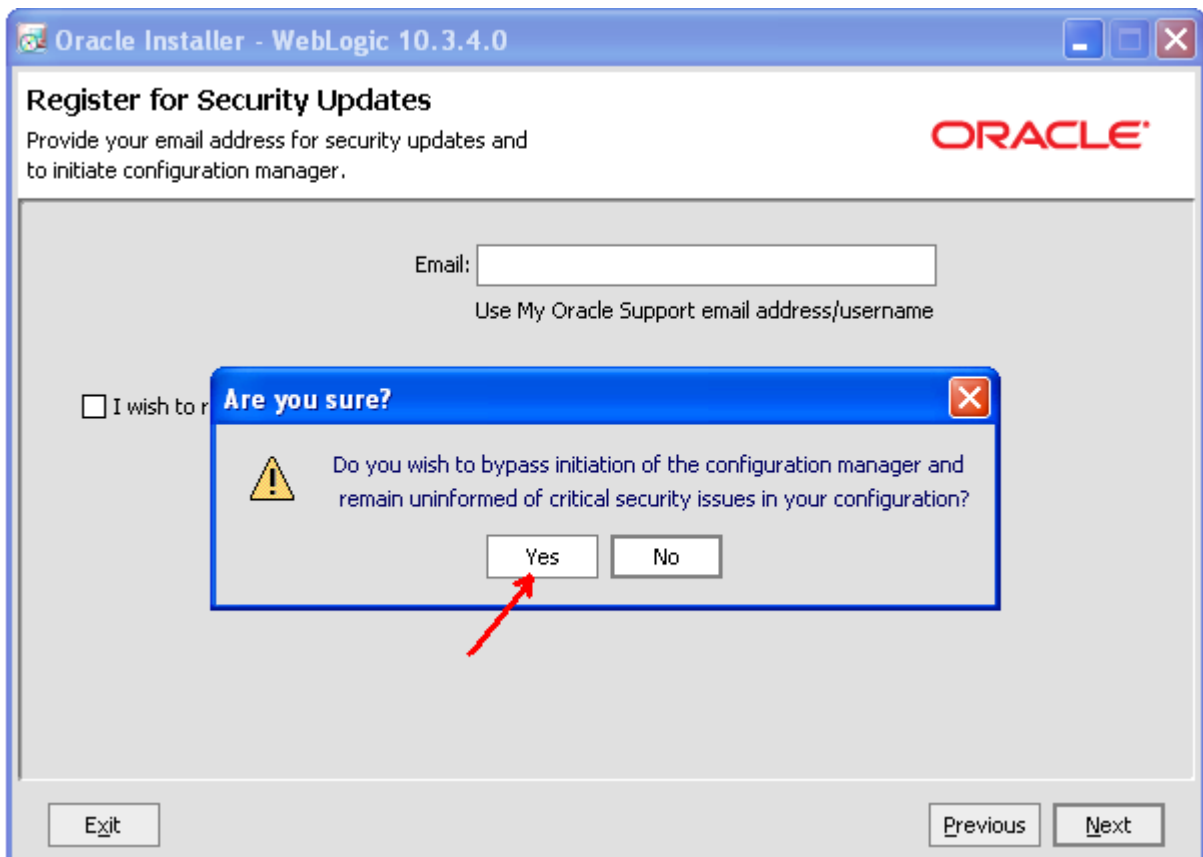 Oracle Installer - WebLogic 10.3.4.0
Register for Security Updates
Provide your email address for security updates and
to initiate configuration manager.
ORACLE
Email:
Use My Oracle Support email address/username
I wish to r
Are you sure?
Do you wish to bypass initiation of the configuration manager and
remain uninformed of critical security issues in your configuration?
Yes No
Exit Previous Next